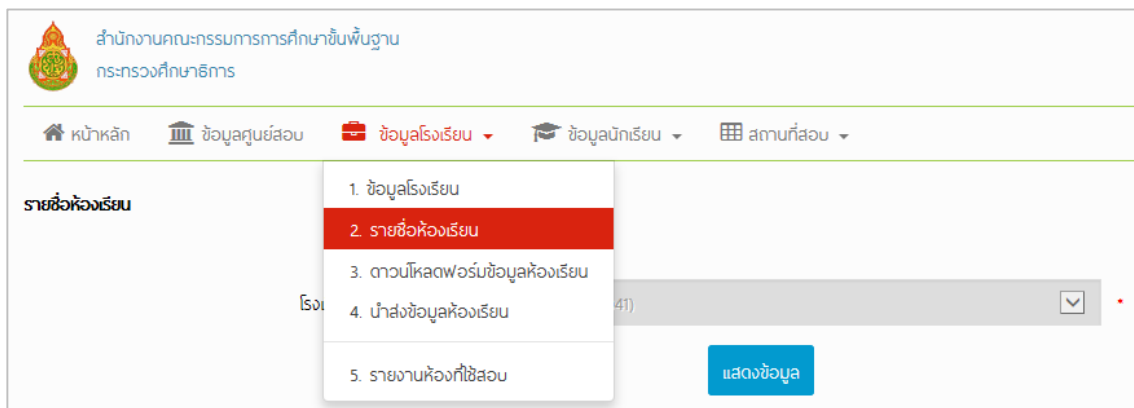 สำนักงานคณะกรรมการการศึกษาขั้นพื้นฐาน
กระทรวงศึกษาธิการ
หน้าหลัก ข้อมูลศูนย์สอบ ข้อมูลโรงเรียน ข้อมูลนักเรียน สถานที่สอบ
รายชื่อห้องเรียน
1. ข้อมูลโรงเรียน
2. รายชื่อห้องเรียน
3. ดาวน์โหลดฟอร์มข้อมูลห้องเรียน
4. นำส่งข้อมูลห้องเรียน
5. รายงานห้องที่ใช้สอบ
41) *
แสดงข้อมูล